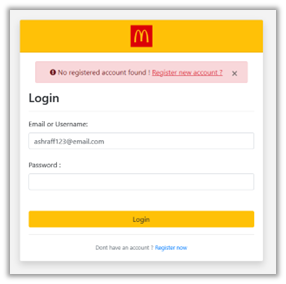 No registered account found ! Register new account ? ×
Login
Email or Username:
ashraff123@email.com
Password :
Login
Dont have an account ? Register now